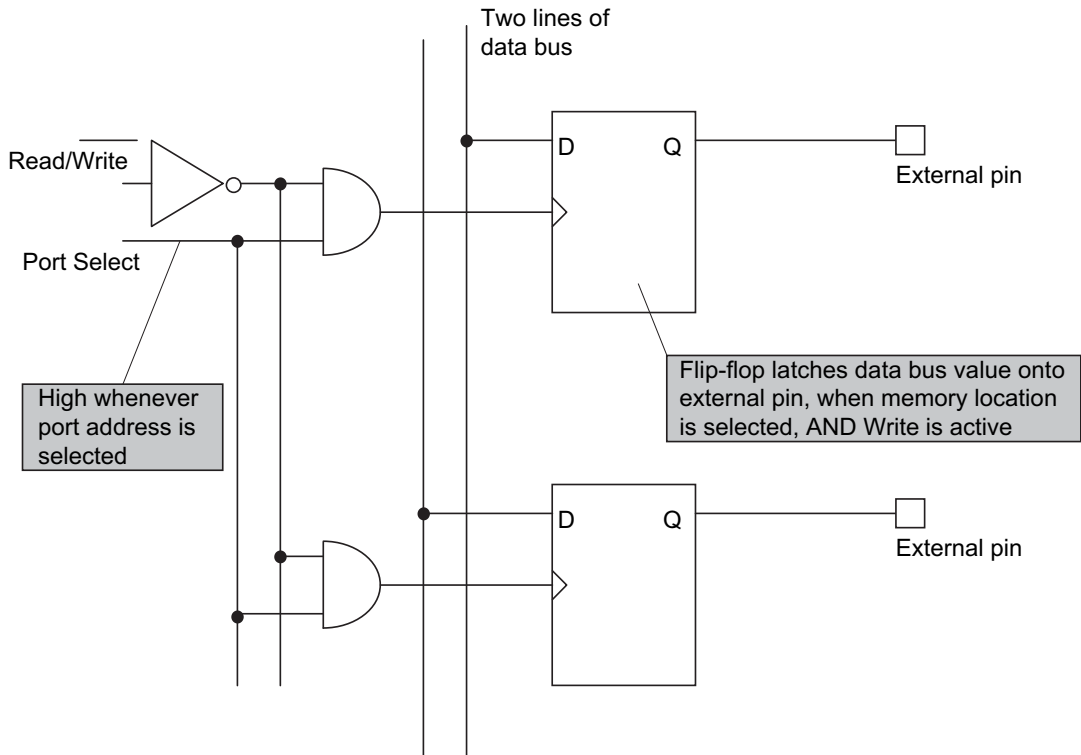 Two lines of
data bus
D
Q
Read/Write
External pin
Port Select
High whenever
port address is
selected
Flip-flop latches data bus value onto
external pin, when memory location
is selected, AND Write is active
D
Q
External pin